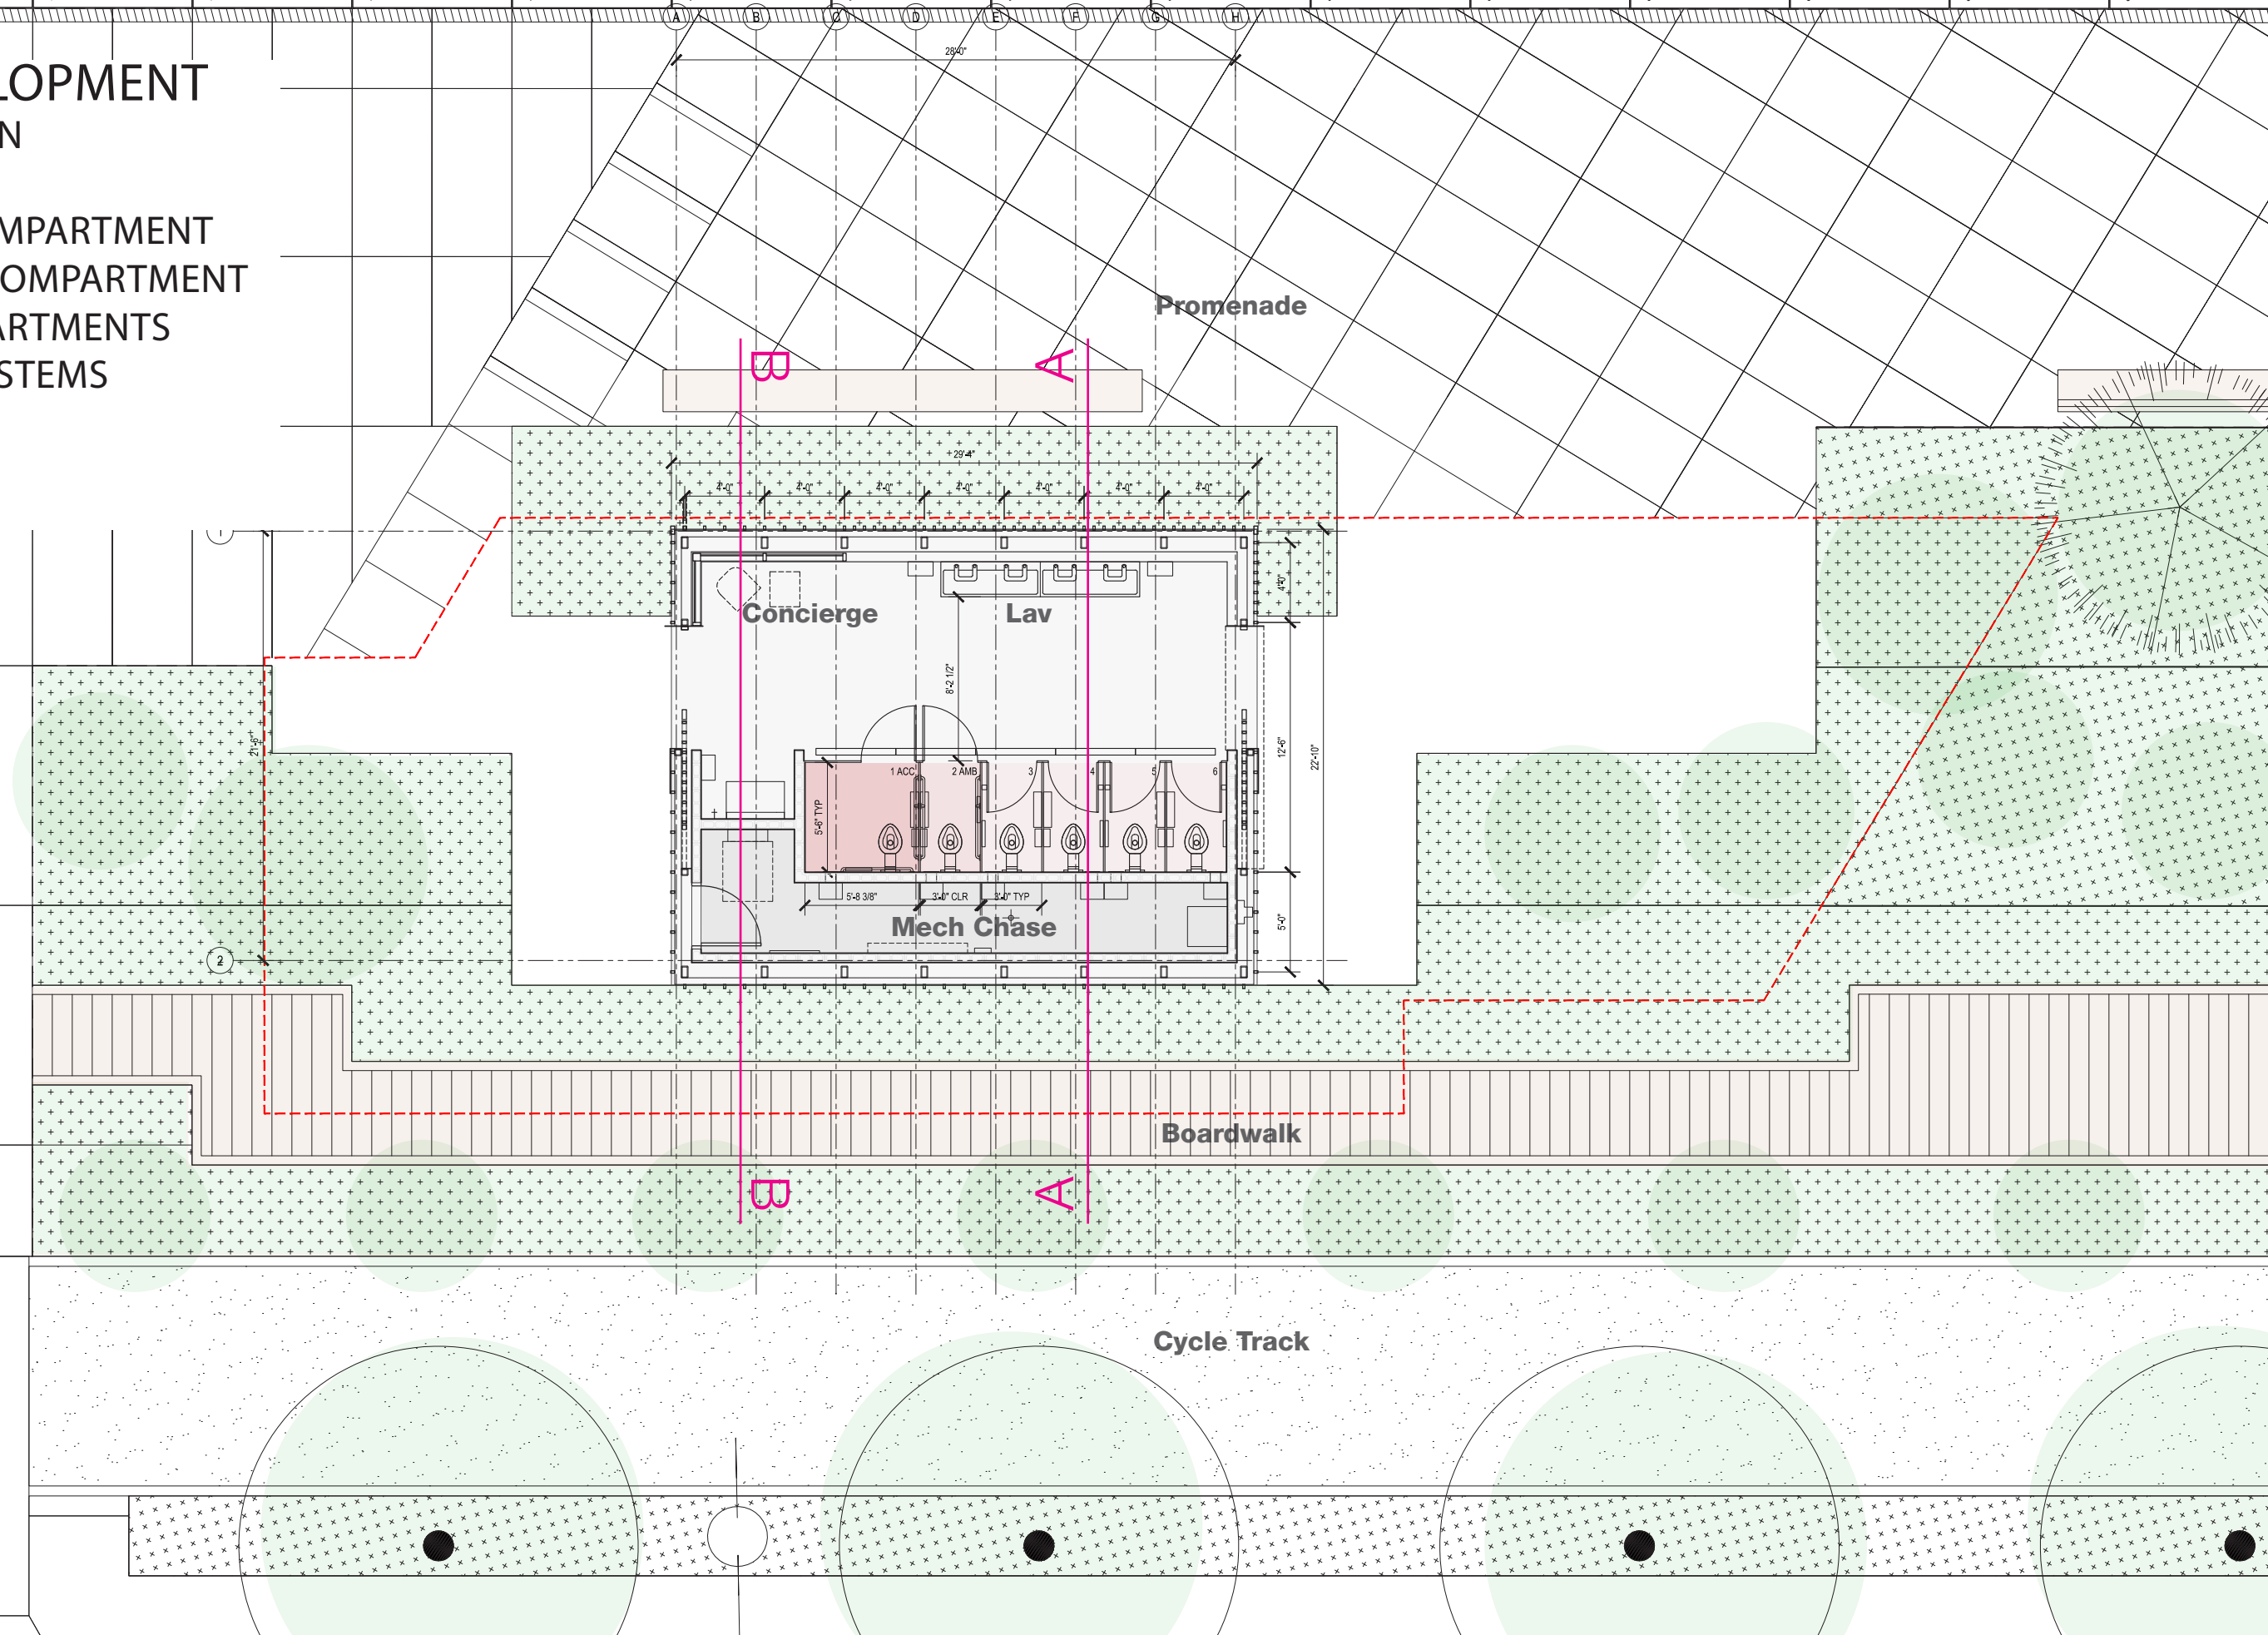 A B C D E F G H
28'-0"
LOPMENT
N
MPARTMENT
OMPARTMENT
ARTMENTS
STEMS
Promenade
B A
29'-4"
4'-0" 4'-0" 4'-0" 4'-0" 4'-0" 4'-0" 4'-0"
1
4'-0"
Concierge Lav
8'-2 1/2"
21'-6"
12'-6"
22'-10"
1 ACC 2 AMB 3 4 5 6
5'-6" TYP
5'-8 3/8" 3'-0" CLR 3'-0" TYP
Mech Chase
5'-0"
2
Boardwalk
B A
Cycle Track